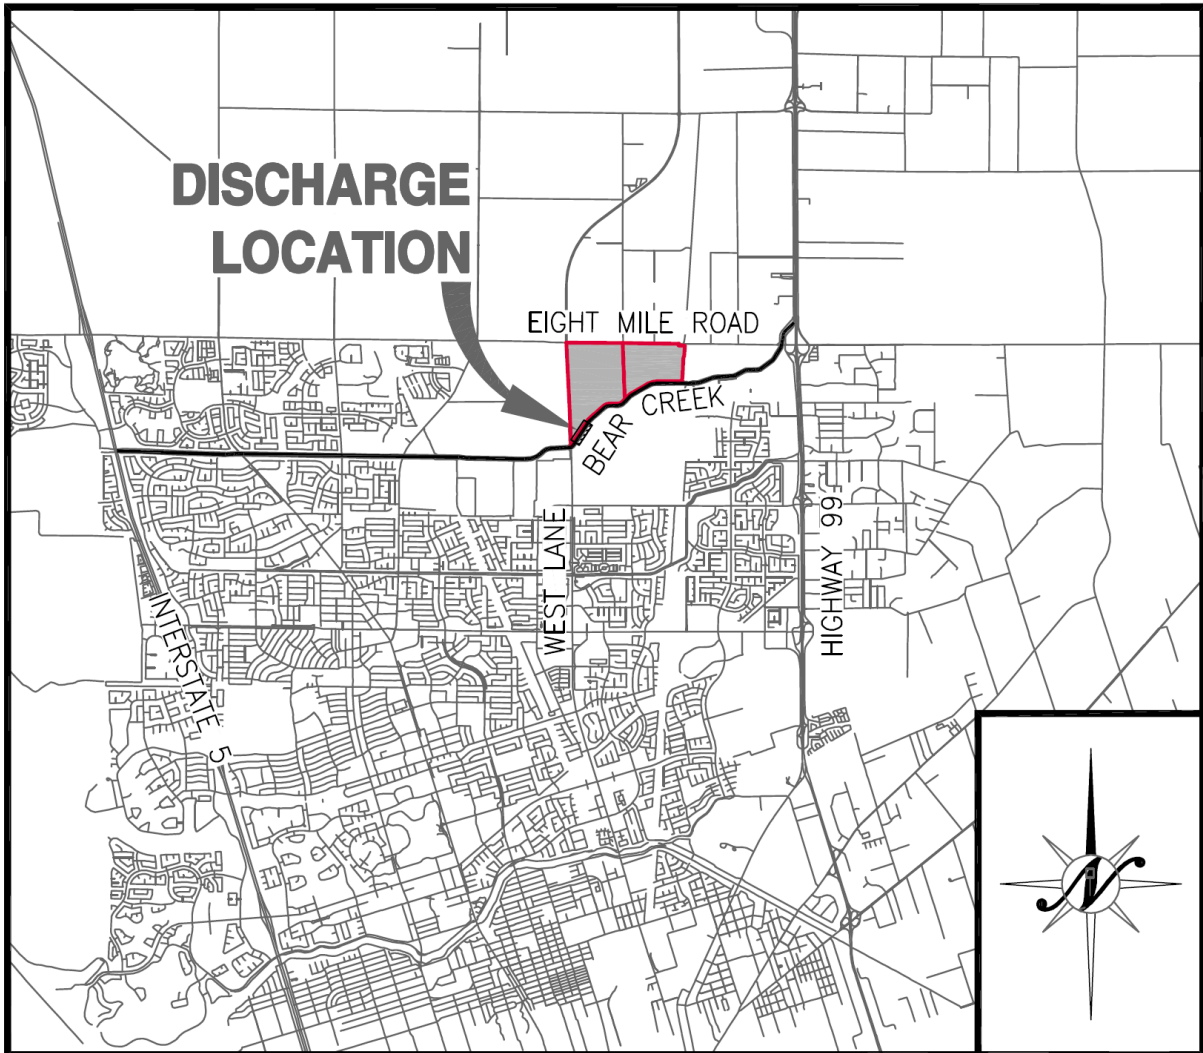 DISCHARGE
LOCATION
EIGHT MILE ROAD
BEAR CREEK
WEST LANE
HIGHWAY 99
INTERSTATE 5
N